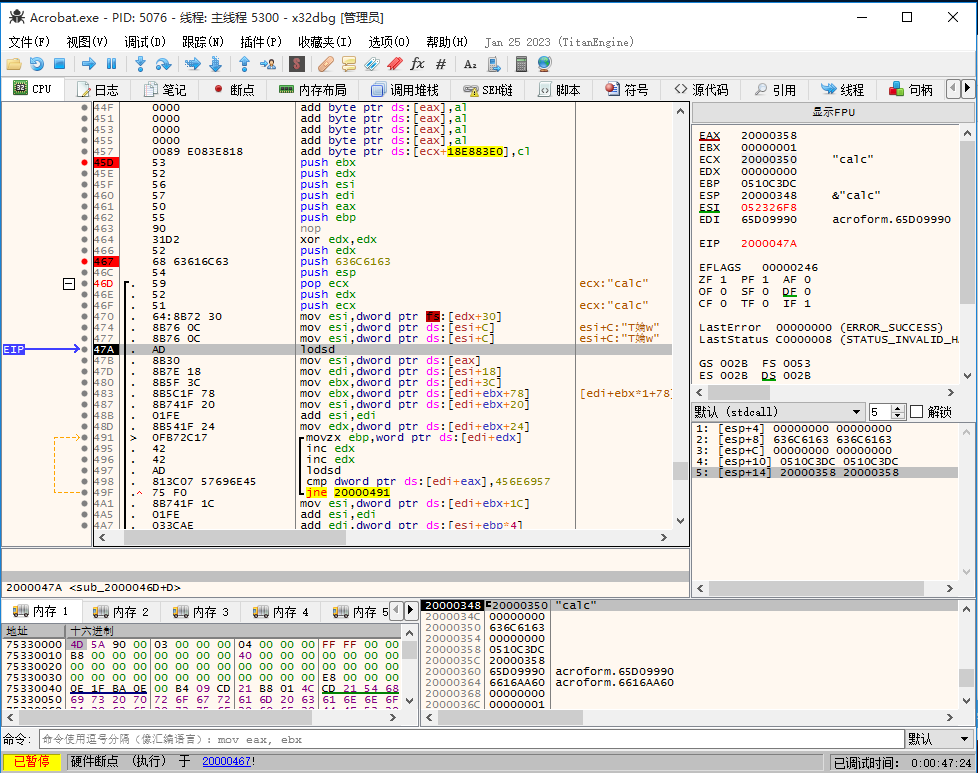 Acrobat.exe - PID: 5076 - 线程: 主线程 5300 - x32dbg [管理员]
文件(F) 视图(V) 调试(D) 跟踪(N) 插件(P) 收藏夹(I) 选项(O) 帮助(H) Jan 25 2023 (TitanEngine)
CPU 日志 笔记 断点 内存布局 调用堆栈 SEH链 脚本 符号 源代码 引用 线程 句柄
44F 0000 add byte ptr ds:[eax],al
451 0000 add byte ptr ds:[eax],al
453 0000 add byte ptr ds:[eax],al
455 0000 add byte ptr ds:[eax],al
457 0089 E083E818 add byte ptr ds:[ecx+18E883E0],cl
45D 53 push ebx
45E 52 push edx
45F 56 push esi
460 57 push edi
461 50 push eax
462 55 push ebp
463 90 nop
464 31D2 xor edx,edx
466 52 push edx
467 68 63616C63 push 636C6163
46C 54 push esp
46D 59 pop ecx ecx:"calc"
46E 52 push edx
46F 51 push ecx ecx:"calc"
470 64:8B72 30 mov esi,dword ptr fs:[edx+30]
474 8B76 0C mov esi,dword ptr ds:[esi+C] esi+C:"T婻w"
477 8B76 0C mov esi,dword ptr ds:[esi+C] esi+C:"T婻w"
EIP 47A AD lodsd
47B 8B30 mov esi,dword ptr ds:[eax]
47D 8B7E 18 mov edi,dword ptr ds:[esi+18]
480 8B5F 3C mov ebx,dword ptr ds:[edi+3C]
483 8B5C1F 78 mov ebx,dword ptr ds:[edi+ebx+78] [edi+ebx*1+78]
487 8B741F 20 mov esi,dword ptr ds:[edi+ebx+20]
48B 01FE add esi,edi
48D 8B541F 24 mov edx,dword ptr ds:[edi+ebx+24]
491 > 0FB72C17 movzx ebp,word ptr ds:[edi+edx]
495 42 inc edx
496 42 inc edx
497 AD lodsd
498 813C07 57696E45 cmp dword ptr ds:[edi+eax],456E6957
49F 75 F0 jne 20000491
4A1 8B741F 1C mov esi,dword ptr ds:[edi+ebx+1C]
4A5 01FE add esi,edi
4A7 033CAE add edi,dword ptr ds:[esi+ebp*4]
2000047A <sub_2000046D+D>
显示FPU
EAX 20000358
EBX 00000001
ECX 20000350 "calc"
EDX 00000000
EBP 0510C3DC
ESP 20000348 &"calc"
ESI 052326F8
EDI 65D09990 acroform.65D09990
EIP 2000047A
EFLAGS 00000246
ZF 1 PF 1 AF 0
OF 0 SF 0 DF 0
CF 0 TF 0 IF 1
LastError 00000000 (ERROR_SUCCESS)
LastStatus C0000008 (STATUS_INVALID_H
GS 002B FS 0053
ES 002B DS 002B
默认 (stdcall) 5 解锁
1: [esp+4] 00000000 00000000
2: [esp+8] 636C6163 636C6163
3: [esp+C] 00000000 00000000
4: [esp+10] 0510C3DC 0510C3DC
5: [esp+14] 20000358 20000358
内存 1 内存 2 内存 3 内存 4 内存 5
地址 十六进制
75330000 4D 5A 90 00 03 00 00 00 04 00 00 00 FF FF 00 00
75330010 B8 00 00 00 00 00 00 00 40 00 00 00 00 00 00 00
75330020 00 00 00 00 00 00 00 00 00 00 00 00 00 00 00 00
75330030 00 00 00 00 00 00 00 00 00 00 00 00 E8 00 00 00
75330040 0E 1F BA 0E 00 B4 09 CD 21 B8 01 4C CD 21 54 68
75330050 69 73 20 70 72 6F 67 72 61 6D 20 63 61 6E 6E 6F
20000348 20000350 "calc"
2000034C 00000000
20000350 636C6163
20000354 00000000
20000358 0510C3DC
2000035C 20000358
20000360 65D09990 acroform.65D09990
20000364 6616AA60 acroform.6616AA60
20000368 00000000
2000036C 00000001
命令: 命令使用逗号分隔 (像汇编语言) : mov eax, ebx 默认
已暂停 硬件断点 (执行) 于 20000467! 已调试时间: 0:00:47:24